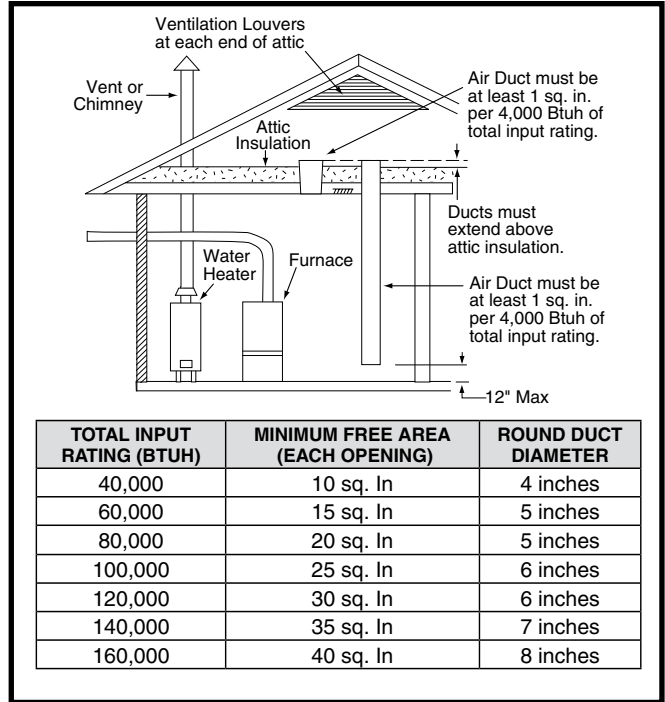 Ventilation Louvers
at each end of attic
Vent or
Chimney
Air Duct must be
at least 1 sq. in.
per 4,000 Btuh of
total input rating.
Attic
Insulation
Ducts must
extend above
attic insulation.
Water
Heater
Furnace
Air Duct must be
at least 1 sq. in.
per 4,000 Btuh of
total input rating.
12" Max
TOTAL INPUT RATING (BTUH) MINIMUM FREE AREA (EACH OPENING) ROUND DUCT DIAMETER
40,000 10 sq. In 4 inches
60,000 15 sq. In 5 inches
80,000 20 sq. In 5 inches
100,000 25 sq. In 6 inches
120,000 30 sq. In 6 inches
140,000 35 sq. In 7 inches
160,000 40 sq. In 8 inches